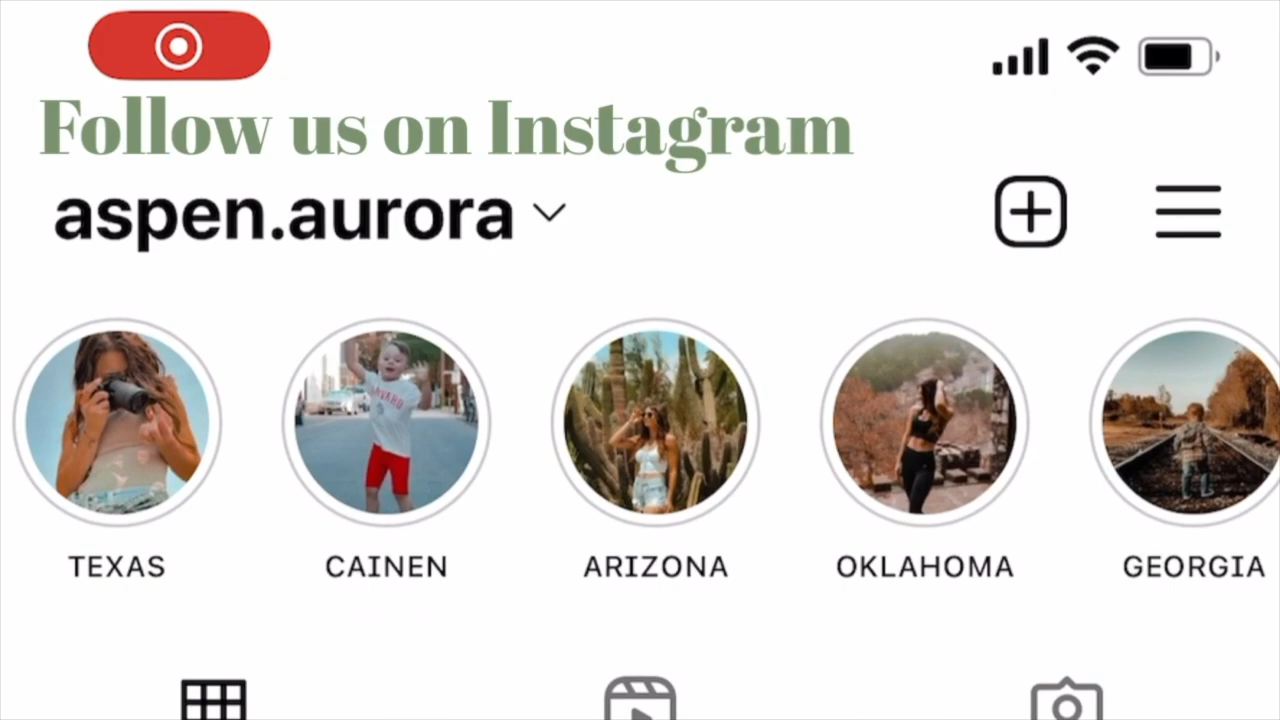 Follow us on Instagram
aspen.aurora
TEXAS
CAINEN
ARIZONA
OKLAHOMA
GEORGIA